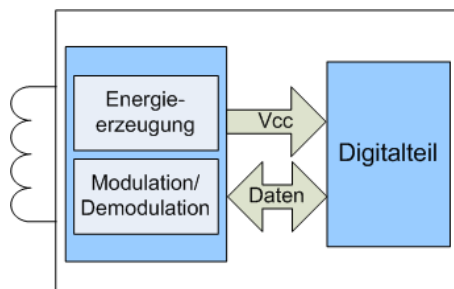 Energie-
erzeugung
Vcc
Modulation/
Demodulation
Daten
Digitalteil